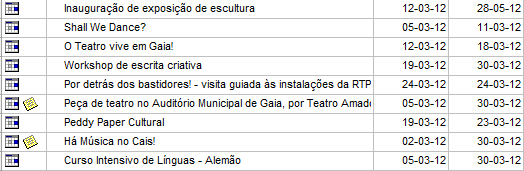 Inauguração de exposição de escultura 12-03-12 28-05-12
Shall We Dance? 05-03-12 11-03-12
O Teatro vive em Gaia! 12-03-12 18-03-12
Workshop de escrita criativa 19-03-12 30-03-12
Por detrás dos bastidores! - visita guiada às instalações da RTP 24-03-12 24-03-12
Peça de teatro no Auditório Municipal de Gaia, por Teatro Amado 05-03-12 30-03-12
Peddy Paper Cultural 19-03-12 23-03-12
Há Música no Cais! 02-03-12 30-03-12
Curso Intensivo de Línguas - Alemão 05-03-12 30-03-12